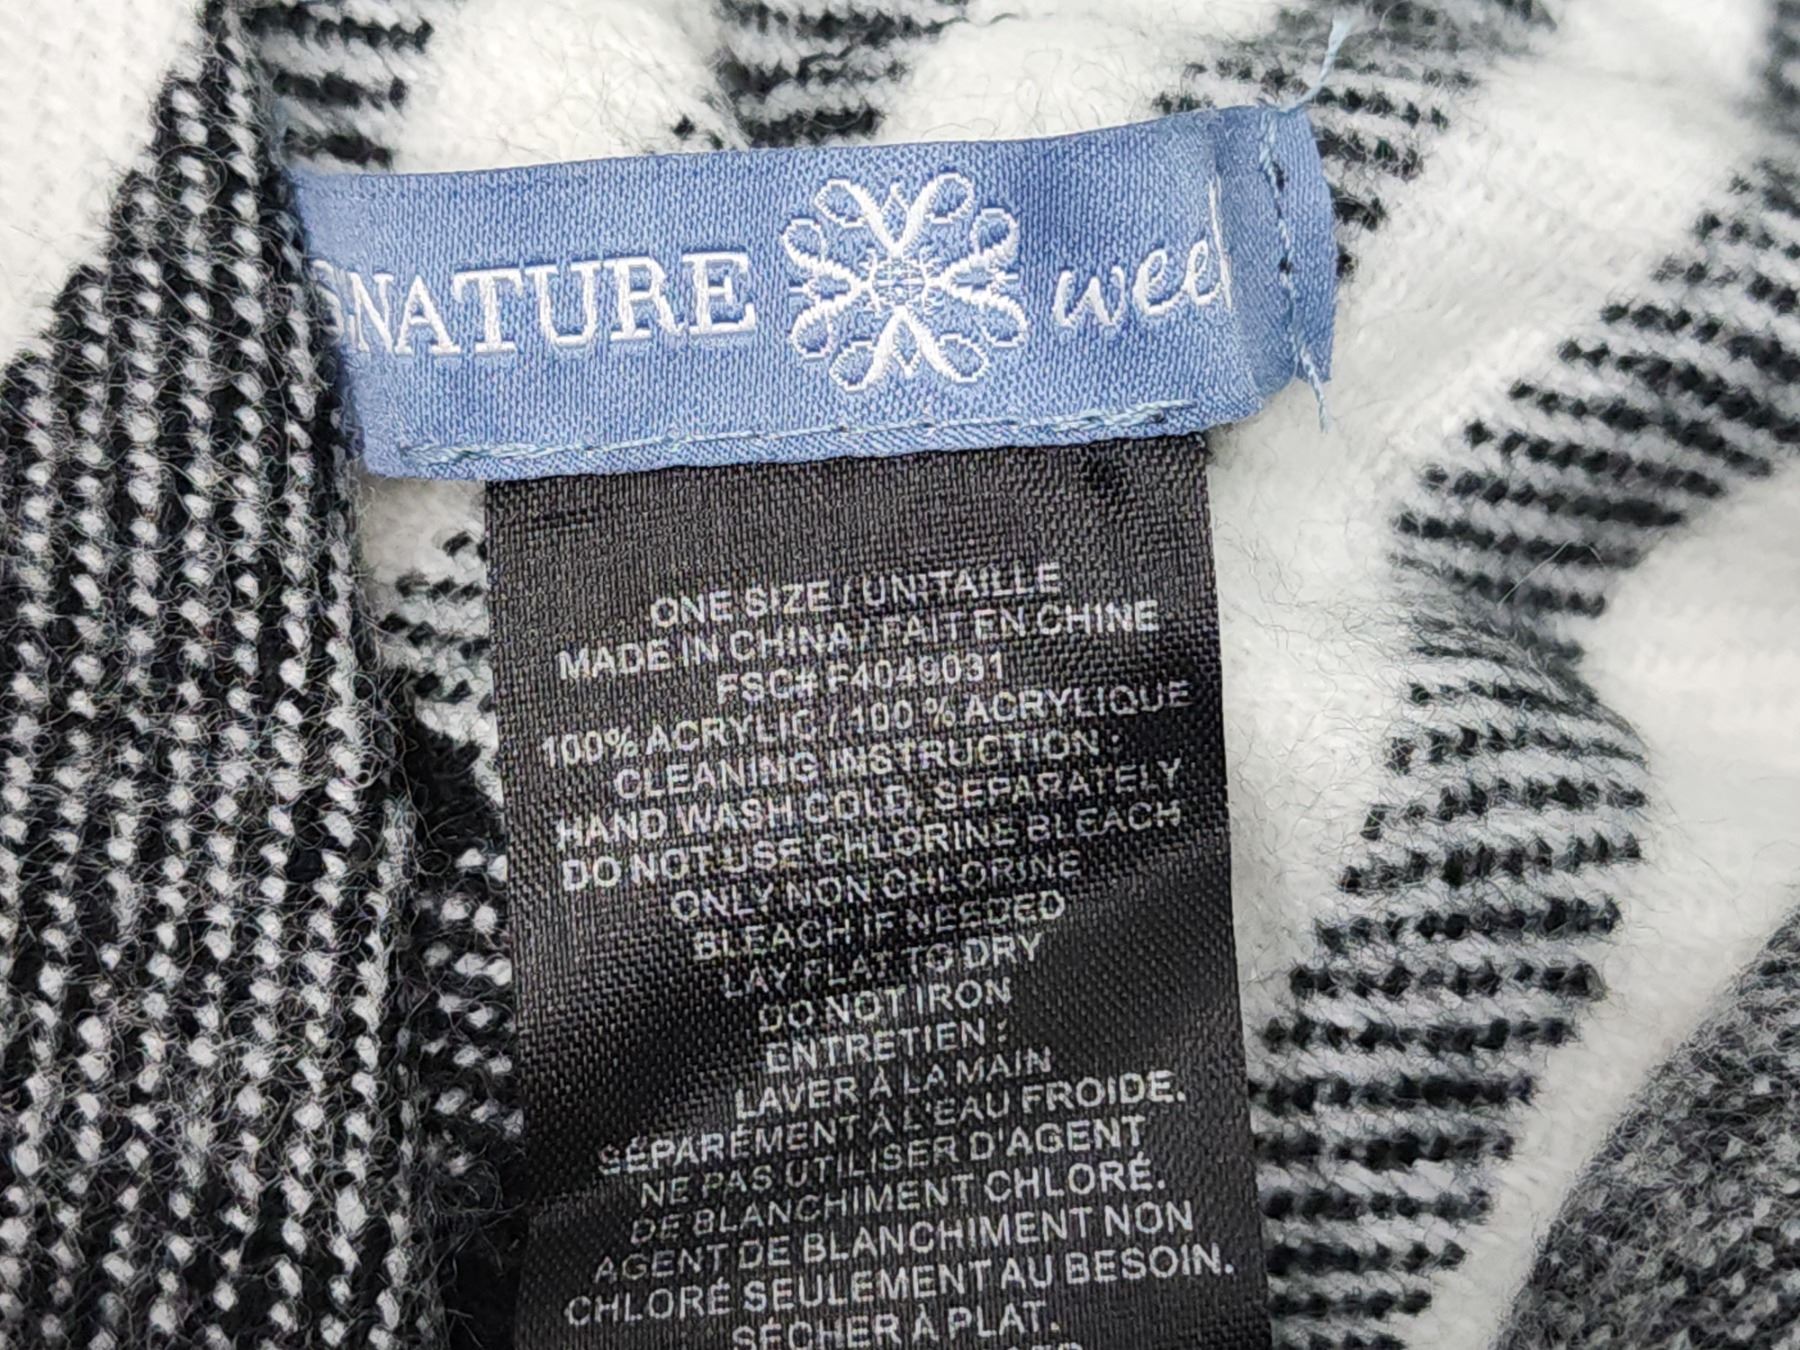 GNATURE wee
ONE SIZE / UNITAILLE
MADE IN CHINA / FAIT EN CHINE
FSC# F4049031
100% ACRYLIC / 100 % ACRYLIQUE
CLEANING INSTRUCTION :
HAND WASH COLD, SEPARATELY
DO NOT USE CHLORINE BLEACH
ONLY NON CHLORINE
BLEACH IF NEEDED
LAY FLAT TO DRY
DO NOT IRON
ENTRETIEN :
LAVER À LA MAIN
SÉPARÉMENT À L'EAU FROIDE.
NE PAS UTILISER D'AGENT
DE BLANCHIMENT CHLORÉ.
AGENT DE BLANCHIMENT NON
CHLORÉ SEULEMENT AU BESOIN.
SÉCHER À PLAT.